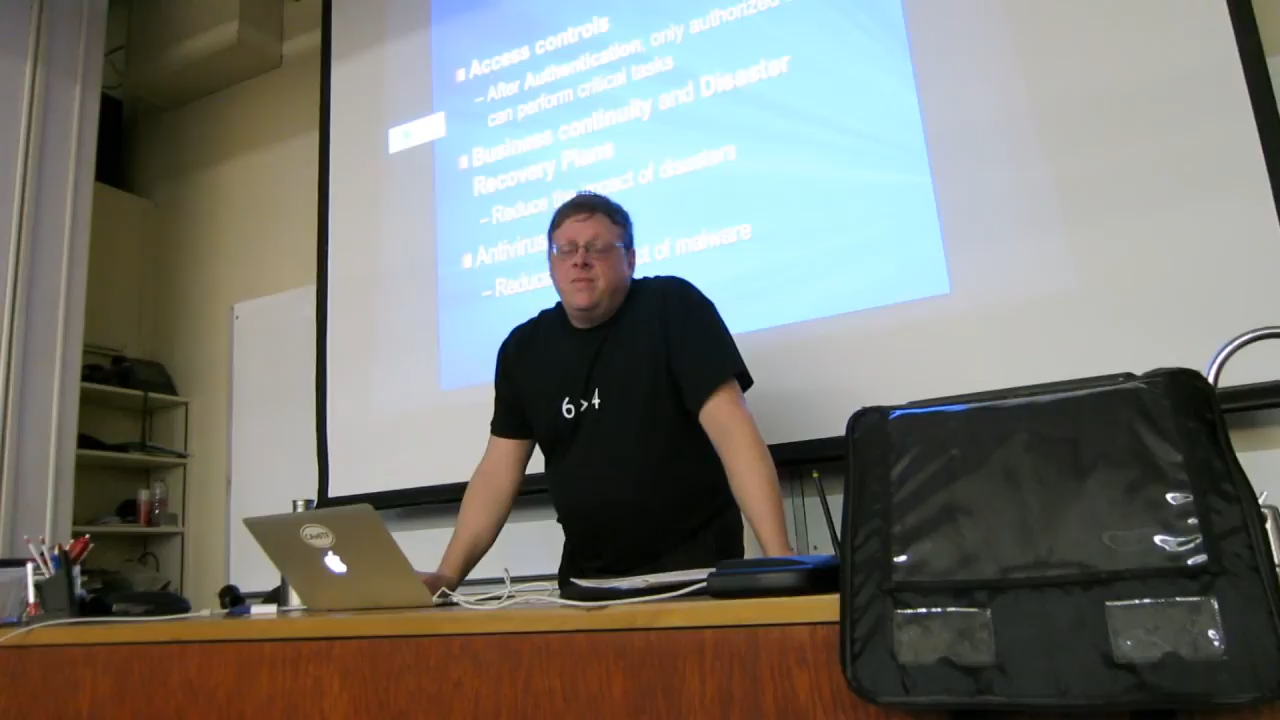 Access controls
– After Authentication, only authorized
can perform critical tasks
Business continuity and Disaster
Recovery Plans
– Reduce the impact of disasters
Antivirus
– Reduce of malware
6>4